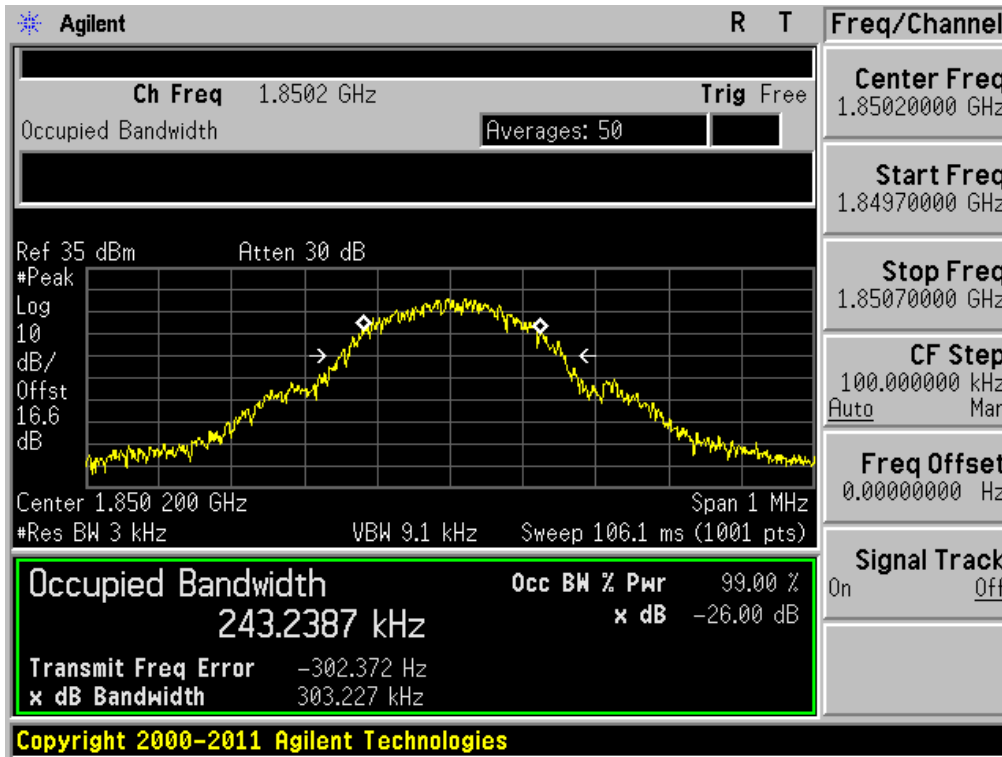 Agilent R T
Freq/Channel
Ch Freq 1.8502 GHz Trig Free
Occupied Bandwidth Averages: 50
Center Freq
1.85020000 GHz
Start Freq
1.84970000 GHz
Stop Freq
1.85070000 GHz
CF Step
100.000000 kHz
Auto Man
Freq Offset
0.00000000 Hz
Signal Track
On Off
Ref 35 dBm Atten 30 dB
#Peak
Log
10
dB/
Offst
16.6
dB
Center 1.850 200 GHz Span 1 MHz
#Res BW 3 kHz VBW 9.1 kHz Sweep 106.1 ms (1001 pts)
Occupied Bandwidth Occ BW % Pwr 99.00 %
243.2387 kHz x dB -26.00 dB
Transmit Freq Error -302.372 Hz
x dB Bandwidth 303.227 kHz
Copyright 2000-2011 Agilent Technologies